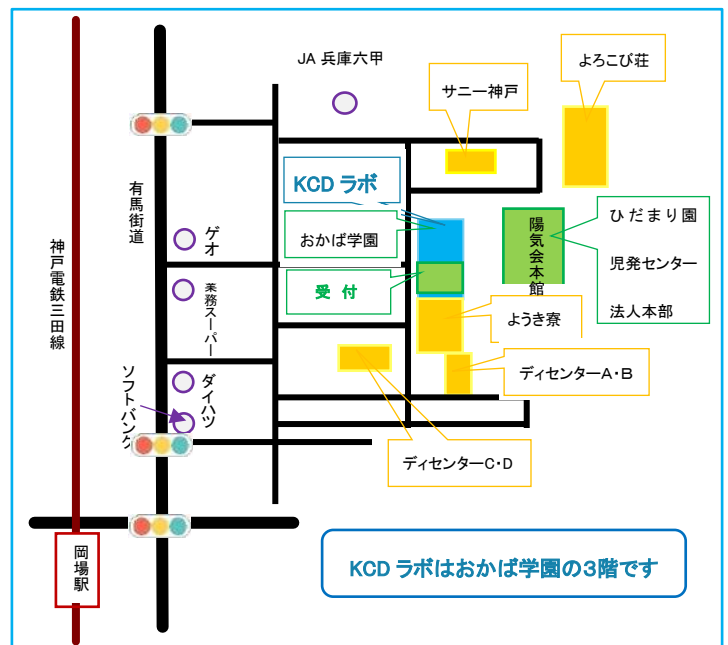 JA 兵庫六甲
よろこび荘
サニー神戸
KCD ラボ
おかば学園
受 付
陽気会本館
ひだまり園
児発センター
法人本部
ようき寮
ディセンターA・B
ディセンターC・D
有馬街道
神戸電鉄三田線
ゲオ
業務スーパー
ダイハツ
ソフトバンク
岡場駅
KCD ラボはおかば学園の3階です